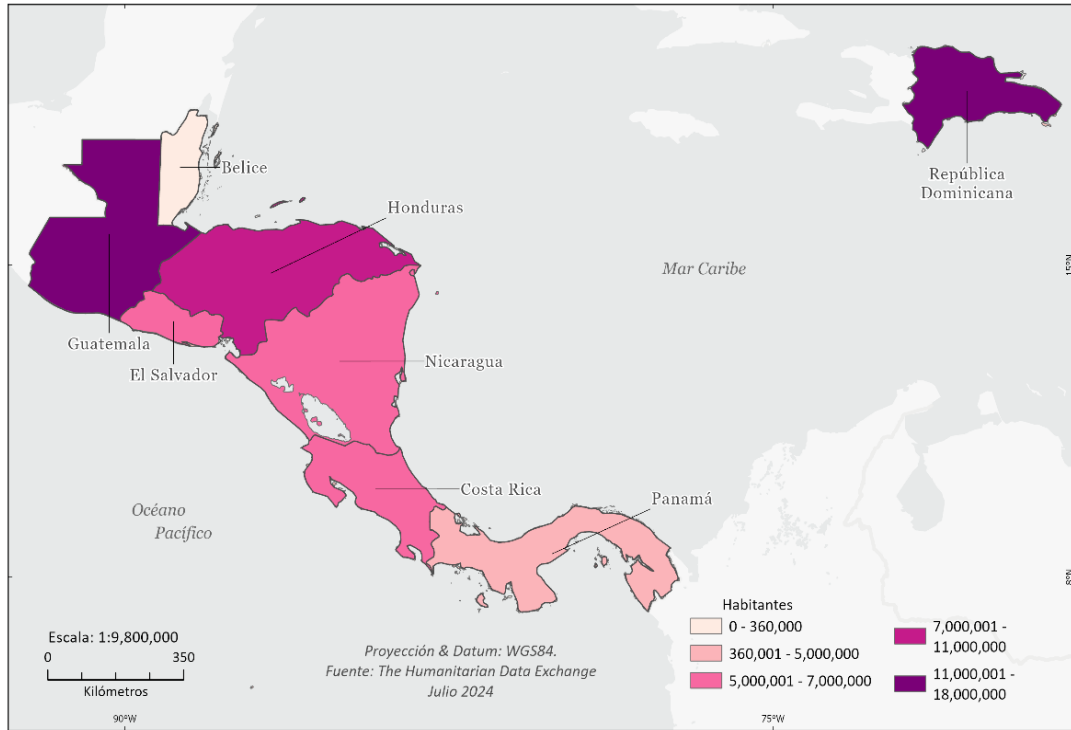 Belice
Honduras
República
Dominicana
Mar Caribe
15°N
Guatemala
El Salvador
Nicaragua
Costa Rica
Panamá
Océano
Pacífico
8°N
Escala: 1:9,800,000
0 350
Kilómetros
Proyección & Datum: WGS84.
Fuente: The Humanitarian Data Exchange
Julio 2024
Habitantes
0 - 360,000
360,001 - 5,000,000
5,000,001 - 7,000,000
7,000,001 -
11,000,000
11,000,001 -
18,000,000
90°W
75°W